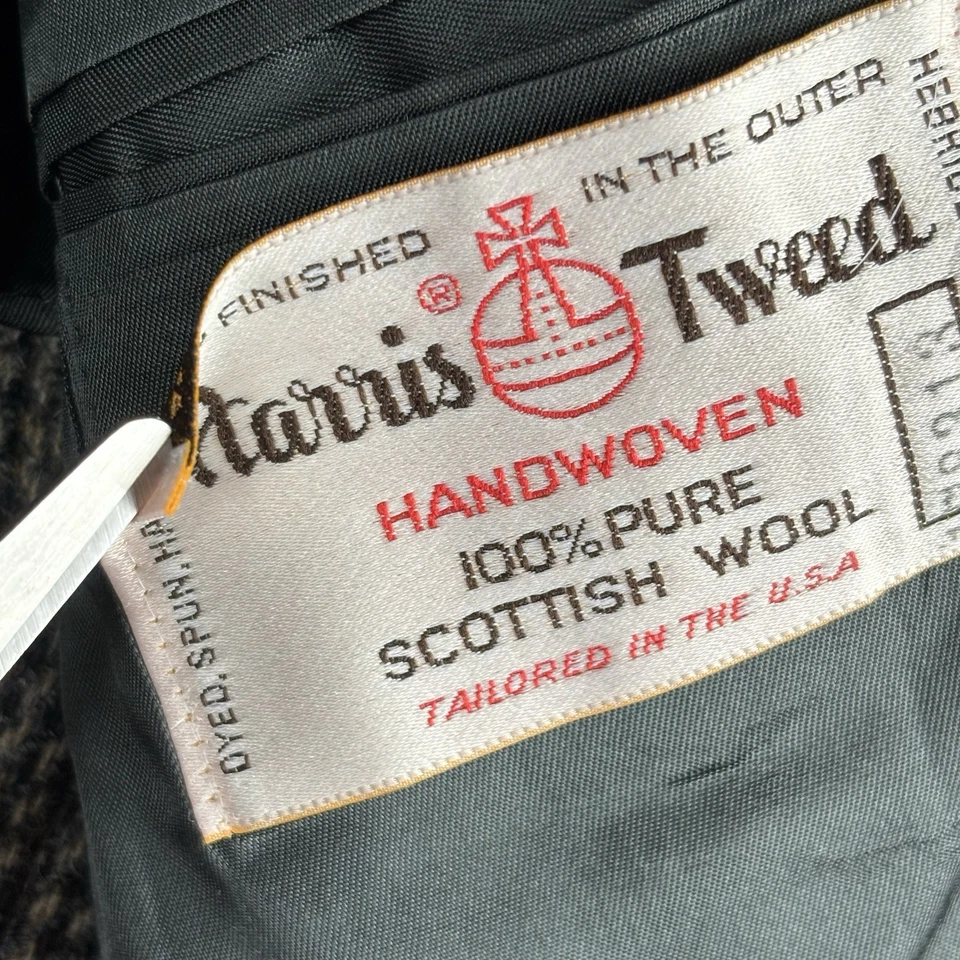 FINISHED IN THE OUTER
Harris ® Tweed
HANDWOVEN
100% PURE
SCOTTISH WOOL
TAILORED IN THE U.S.A
DYED, SPUN, HA